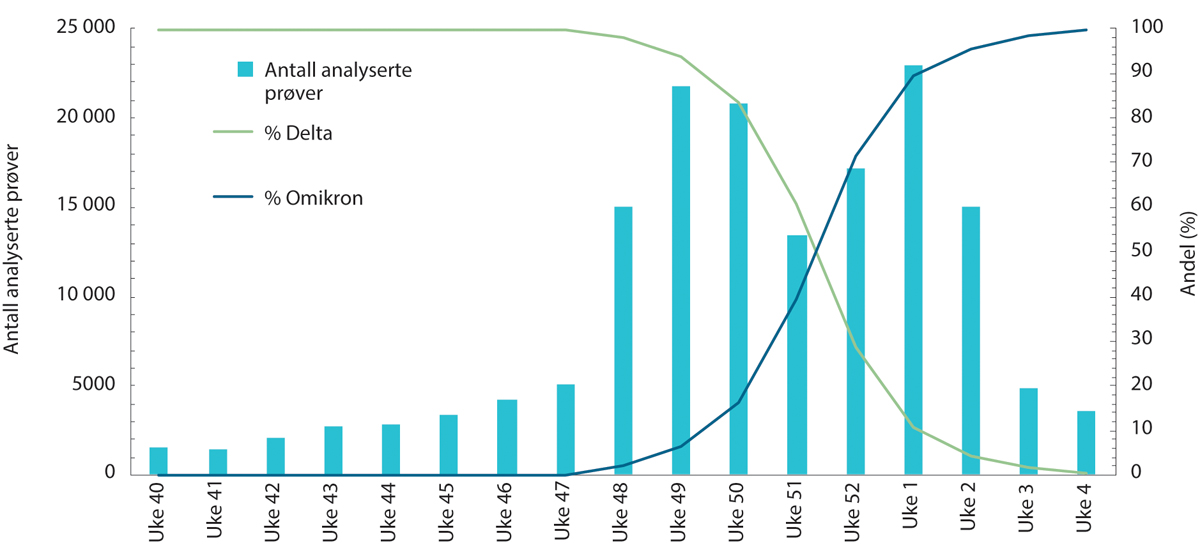 25 000
20 000
15 000
10 000
5000
0
Antall analyserte prøver
Antall analyserte
prøver
% Delta
% Omikron
100
90
80
70
60
50
40
30
20
10
0
Andel (%)
Uke 40
Uke 41
Uke 42
Uke 43
Uke 44
Uke 45
Uke 46
Uke 47
Uke 48
Uke 49
Uke 50
Uke 51
Uke 52
Uke 1
Uke 2
Uke 3
Uke 4